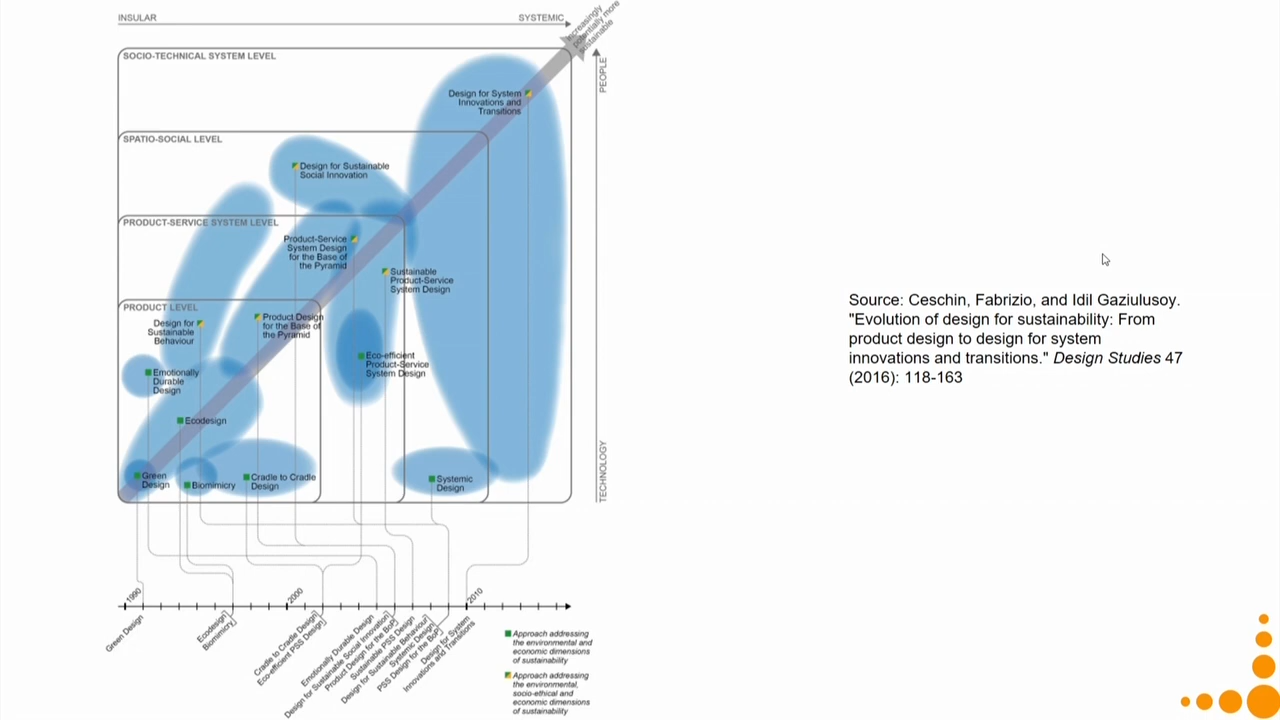 INSULAR
SYSTEMIC
Increasingly
potentially more
sustainable
SOCIO-TECHNICAL SYSTEM LEVEL
PEOPLE
Design for System
Innovations and
Transitions
SPATIO-SOCIAL LEVEL
Design for Sustainable
Social Innovation
PRODUCT-SERVICE SYSTEM LEVEL
Product-Service
System Design
for the Base of
the Pyramid
Sustainable
Product-Service
System Design
PRODUCT LEVEL
Design for
Sustainable
Behaviour
Product Design
for the Base of
the Pyramid
Eco-efficient
Product-Service
System Design
Emotionally
Durable
Design
Ecodesign
Green
Design
Biomimicry
Cradle to Cradle
Design
Systemic
Design
TECHNOLOGY
1990
2000
2010
Green Design
Ecodesign
Biomimicry
Cradle to Cradle Design
Eco-efficient PSS Design
Emotionally Durable Design
Design for Sustainable Social Innovation
Product Design for the BoP
Sustainable PSS Design
Design for Sustainable Behaviour
Systemic Design
PSS Design for the BoP
Design for System
Innovations and Transitions
Approach addressing
the environmental and
economic dimensions
of sustainability
Approach addressing
the environmental,
socio-ethical and
economic dimensions
of sustainability
Source: Ceschin, Fabrizio, and Idil Gaziulusoy.
"Evolution of design for sustainability: From
product design to design for system
innovations and transitions." Design Studies 47
(2016): 118-163